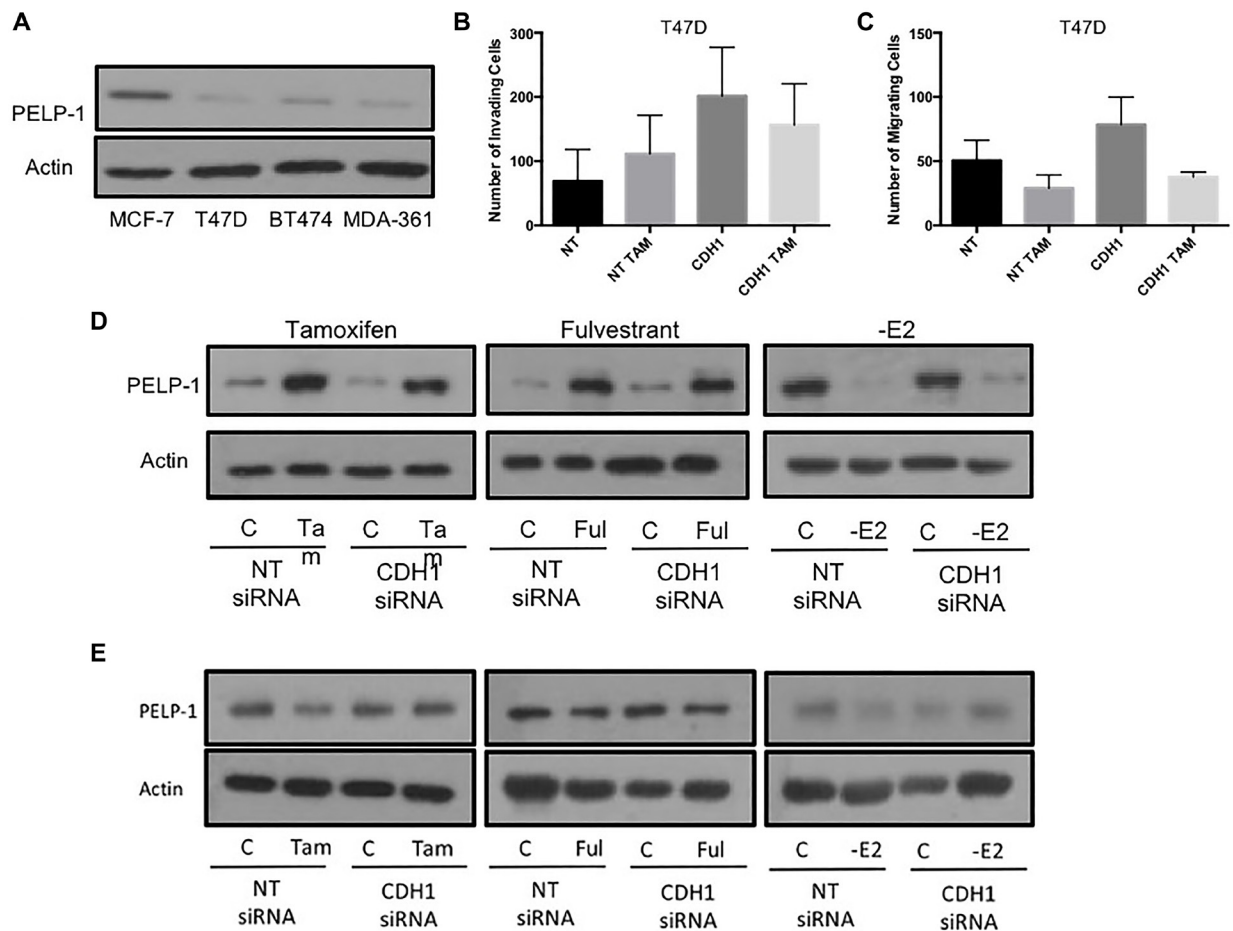 A
PELP-1
Actin
MCF-7 T47D BT474 MDA-361
B
T47D
Number of Invading Cells
300
200
100
0
NT
NT TAM
CDH1
CDH1 TAM
C
T47D
Number of Migrating Cells
150
100
50
0
NT
NT TAM
CDH1
CDH1 TAM
D
Tamoxifen Fulvestrant -E2
PELP-1
Actin
C Ta C Ta C Ful C Ful C -E2 C -E2
m m
NT CDH1 NT CDH1 NT CDH1
siRNA siRNA siRNA siRNA siRNA siRNA
E
PELP-1
Actin
C Tam C Tam C Ful C Ful C -E2 C -E2
NT CDH1 NT CDH1 NT CDH1
siRNA siRNA siRNA siRNA siRNA siRNA